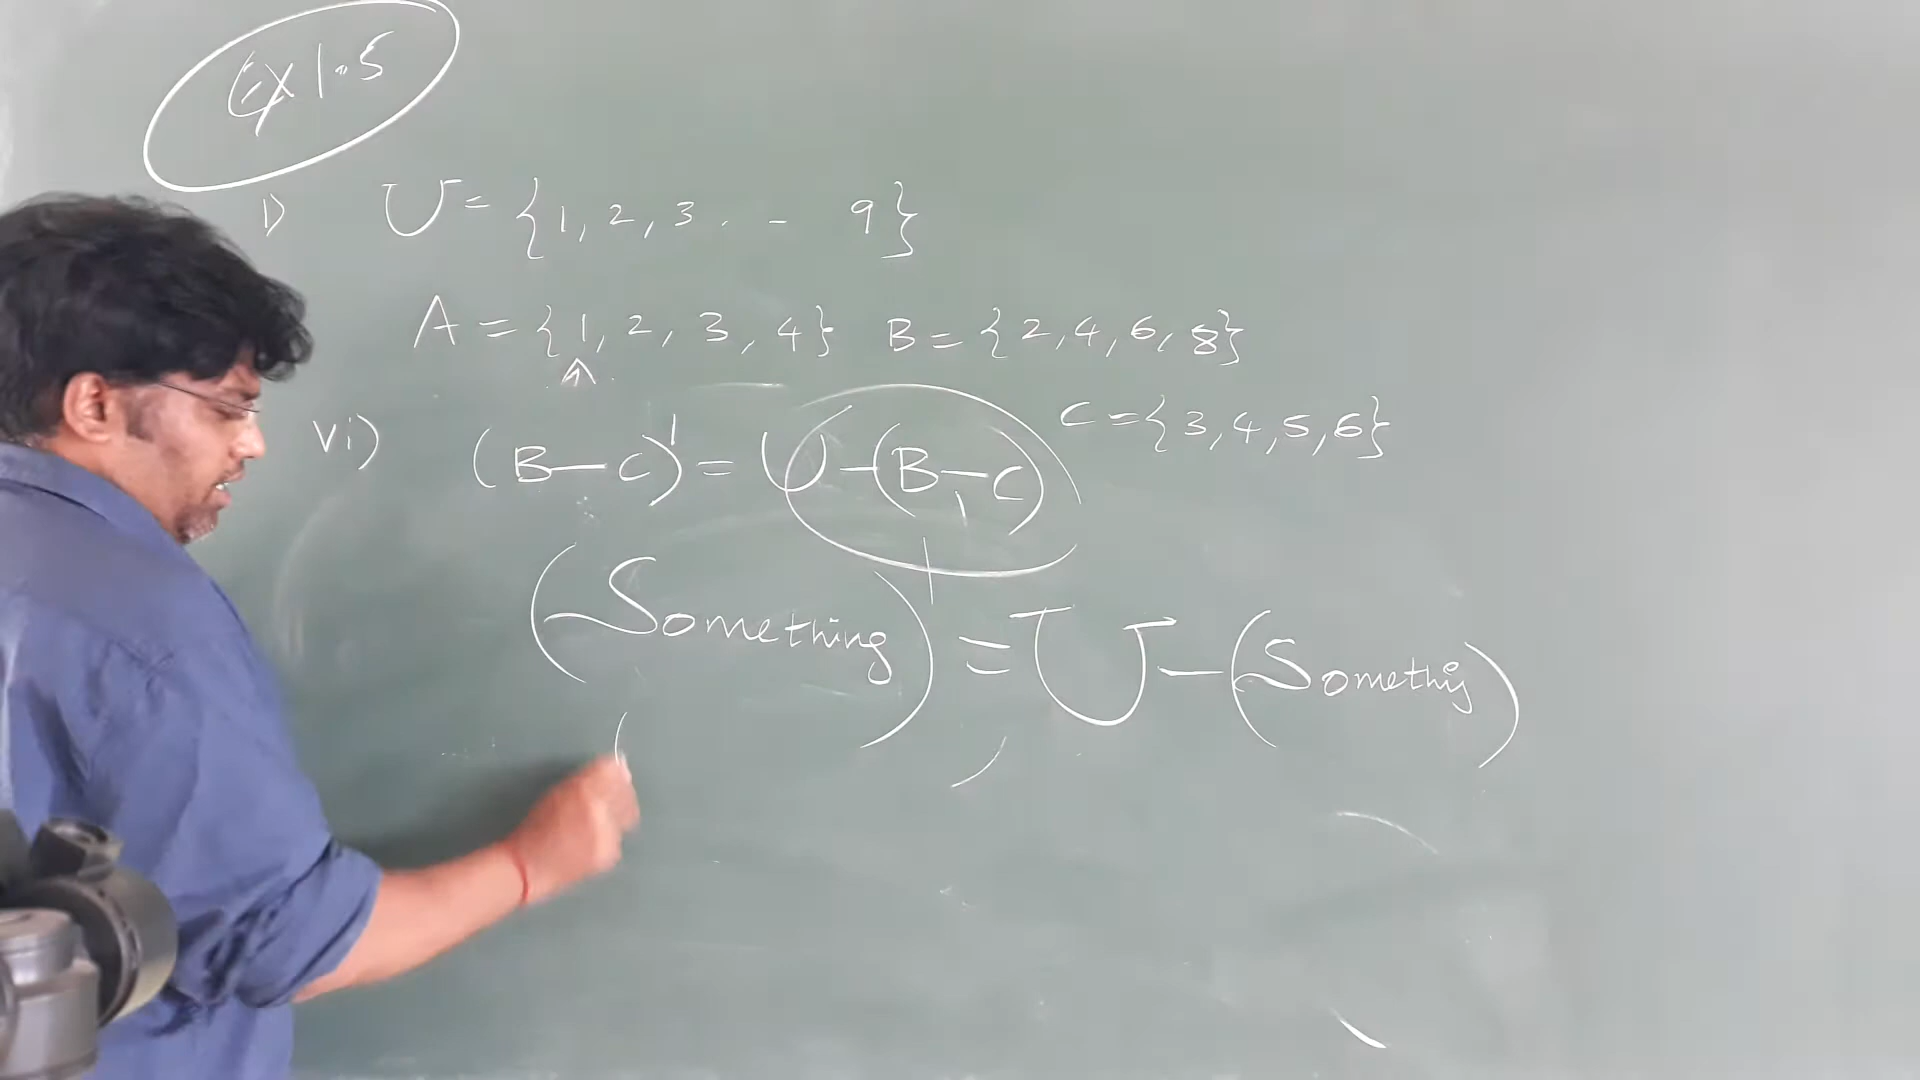 Ex 1.5
1) U = {1, 2, 3 . - 9}
A = {1, 2, 3, 4} B = {2, 4, 6, 8}
C = {3, 4, 5, 6}
vi) (B - C)' = U - (B - C)
(Something)' = U - (Somethig)
(